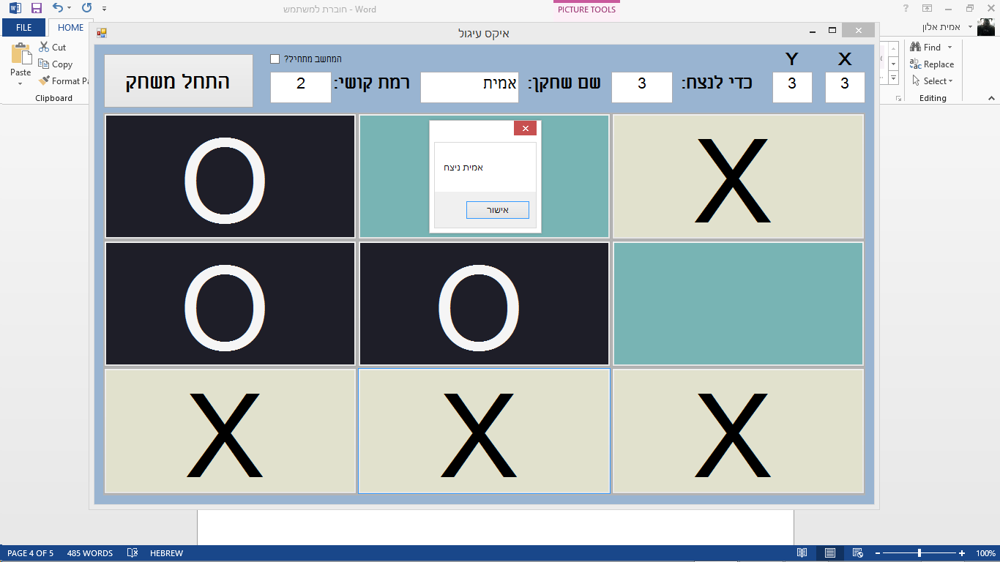 חוברת למשתמש - Word
PICTURE TOOLS
FILE
HOME
אמית אלון
Cut
Copy
Format Pa
Paste
Clipboard
Find
Replace
Select
Editing
איקס עיגול
התחל משחק
המחשב מתחיל?
רמת קושי: 2
שם שחקן: אמית
כדי לנצח: 3
Y
X
3
3
O
X
אמית ניצח
אישור
O
O
X
X
X
PAGE 4 OF 5
485 WORDS
HEBREW
100%